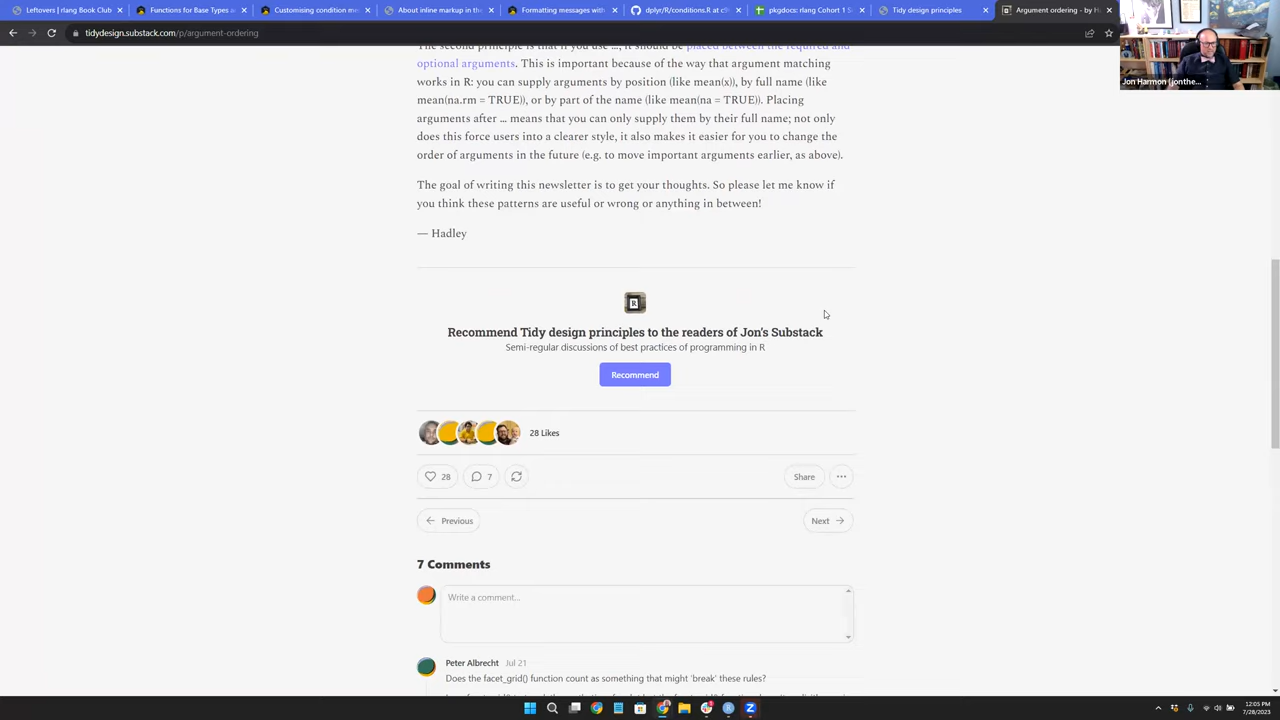 Leftovers | rlang Book Club
Functions for Base Types a
Customising condition me
About inline markup in the
Formatting messages with
dplyr/R/conditions.R at
pkgdocs: rlang Cohort 1 S
Tidy design principles
Argument ordering - by H
tidydesign.substack.com/p/argument-ordering
Jon Harmon (jonthe...
The second principle is that if you use ..., it should be placed between the required and
optional arguments. This is important because of the way that argument matching
works in R: you can supply arguments by position (like mean(x)), by full name (like
mean(na.rm = TRUE)), or by part of the name (like mean(na = TRUE)). Placing
arguments after ... means that you can only supply them by their full name; not only
does this force users into a clearer style, it also makes it easier for you to change the
order of arguments in the future (e.g. to move important arguments earlier, as above).
The goal of writing this newsletter is to get your thoughts. So please let me know if
you think these patterns are useful or wrong or anything in between!
— Hadley
R
Recommend Tidy design principles to the readers of Jon's Substack
Semi-regular discussions of best practices of programming in R
Recommend
28 Likes
28
7
Share
Previous
Next
7 Comments
Write a comment...
Peter Albrecht Jul 21
Does the facet_grid() function count as something that might 'break' these rules?
12:05 PM
7/28/2023